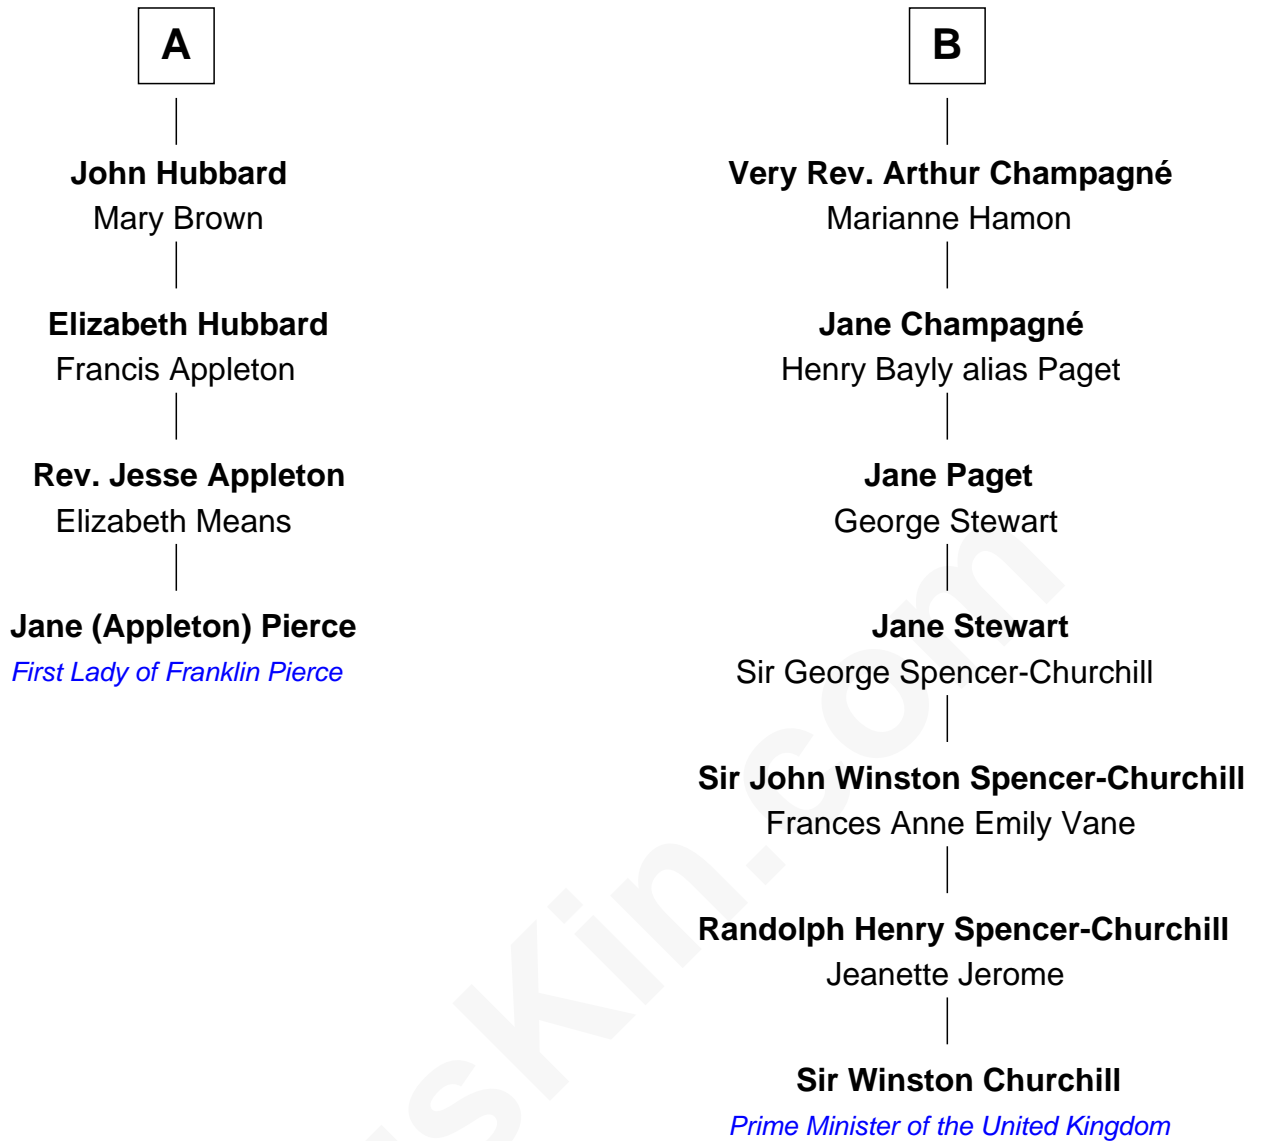 A
John Hubbard
Mary Brown
Elizabeth Hubbard
Francis Appleton
Rev. Jesse Appleton
Elizabeth Means
Jane (Appleton) Pierce
First Lady of Franklin Pierce
B
Very Rev. Arthur Champagné
Marianne Hamon
Jane Champagné
Henry Bayly alias Paget
Jane Paget
George Stewart
Jane Stewart
Sir George Spencer-Churchill
Sir John Winston Spencer-Churchill
Frances Anne Emily Vane
Randolph Henry Spencer-Churchill
Jeanette Jerome
Sir Winston Churchill
Prime Minister of the United Kingdom
sKin.com